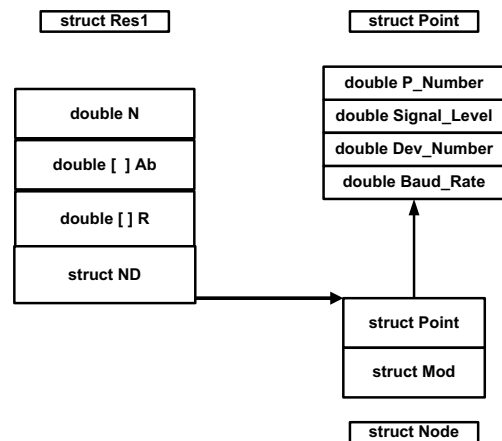 struct Res1
struct Point
double N
double [ ] Ab
double [ ] R
struct ND
double P_Number
double Signal_Level
double Dev_Number
double Baud_Rate
struct Point
struct Mod
struct Node